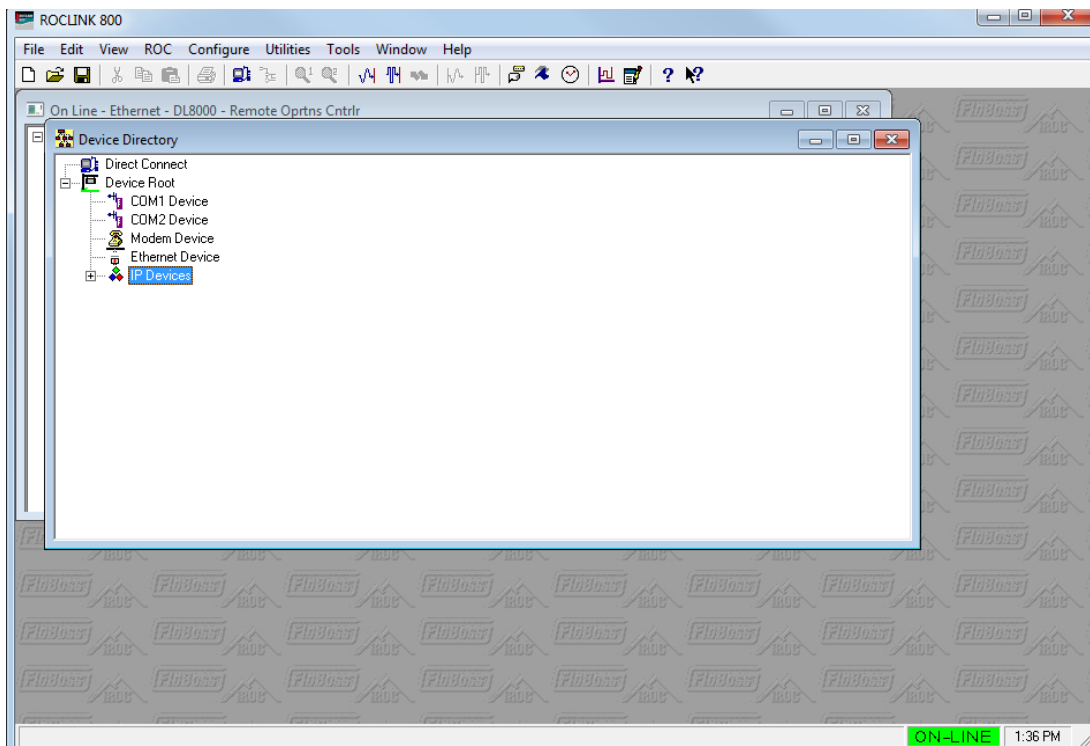 ROCLINK 800
File Edit View ROC Configure Utilities Tools Window Help
On Line - Ethernet - DL8000 - Remote Oprtns Cntrlr
Device Directory
Direct Connect
Device Root
COM1 Device
COM2 Device
Modem Device
Ethernet Device
IP Devices
FloBoss
ROC
ON-LINE 1:36 PM